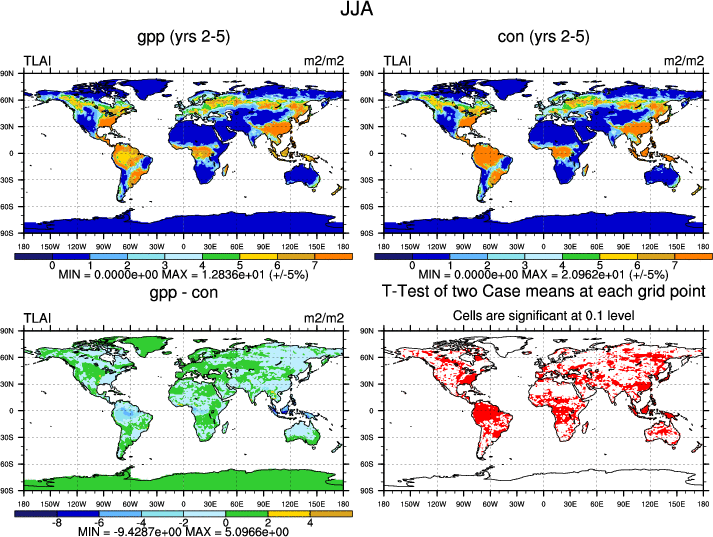 JJA
gpp (yrs 2-5)
con (yrs 2-5)
TLAI
m2/m2
TLAI
m2/m2
90N
60N
30N
0
30S
60S
90S
180 150W 120W 90W 60W 30W 0 30E 60E 90E 120E 150E 180
0 1 2 3 4 5 6 7
MIN = 0.0000e+00 MAX = 1.2836e+01 (+/-5%)
90N
60N
30N
0
30S
60S
90S
180 150W 120W 90W 60W 30W 0 30E 60E 90E 120E 150E 180
0 1 2 3 4 5 6 7
MIN = 0.0000e+00 MAX = 2.0962e+01 (+/-5%)
gpp - con
TLAI
m2/m2
90N
60N
30N
0
30S
60S
90S
180 150W 120W 90W 60W 30W 0 30E 60E 90E 120E 150E 180
-8 -6 -4 -2 0 2 4
MIN = -9.4287e+00 MAX = 5.0966e+00
T-Test of two Case means at each grid point
Cells are significant at 0.1 level
90N
60N
30N
0
30S
60S
90S
180 150W 120W 90W 60W 30W 0 30E 60E 90E 120E 150E 180